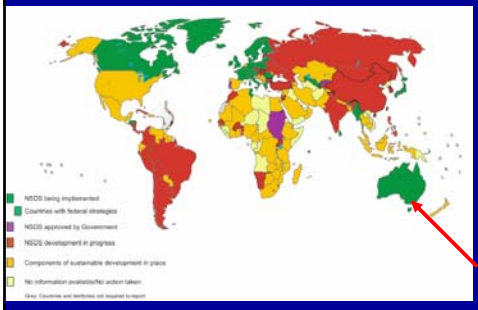 NSDS being implemented
Countries with federal strategies
NSDS approved by Government
NSDS development in progress
Components of sustainable development in place
No information available/No action taken
Grey: Countries and territories not required to report